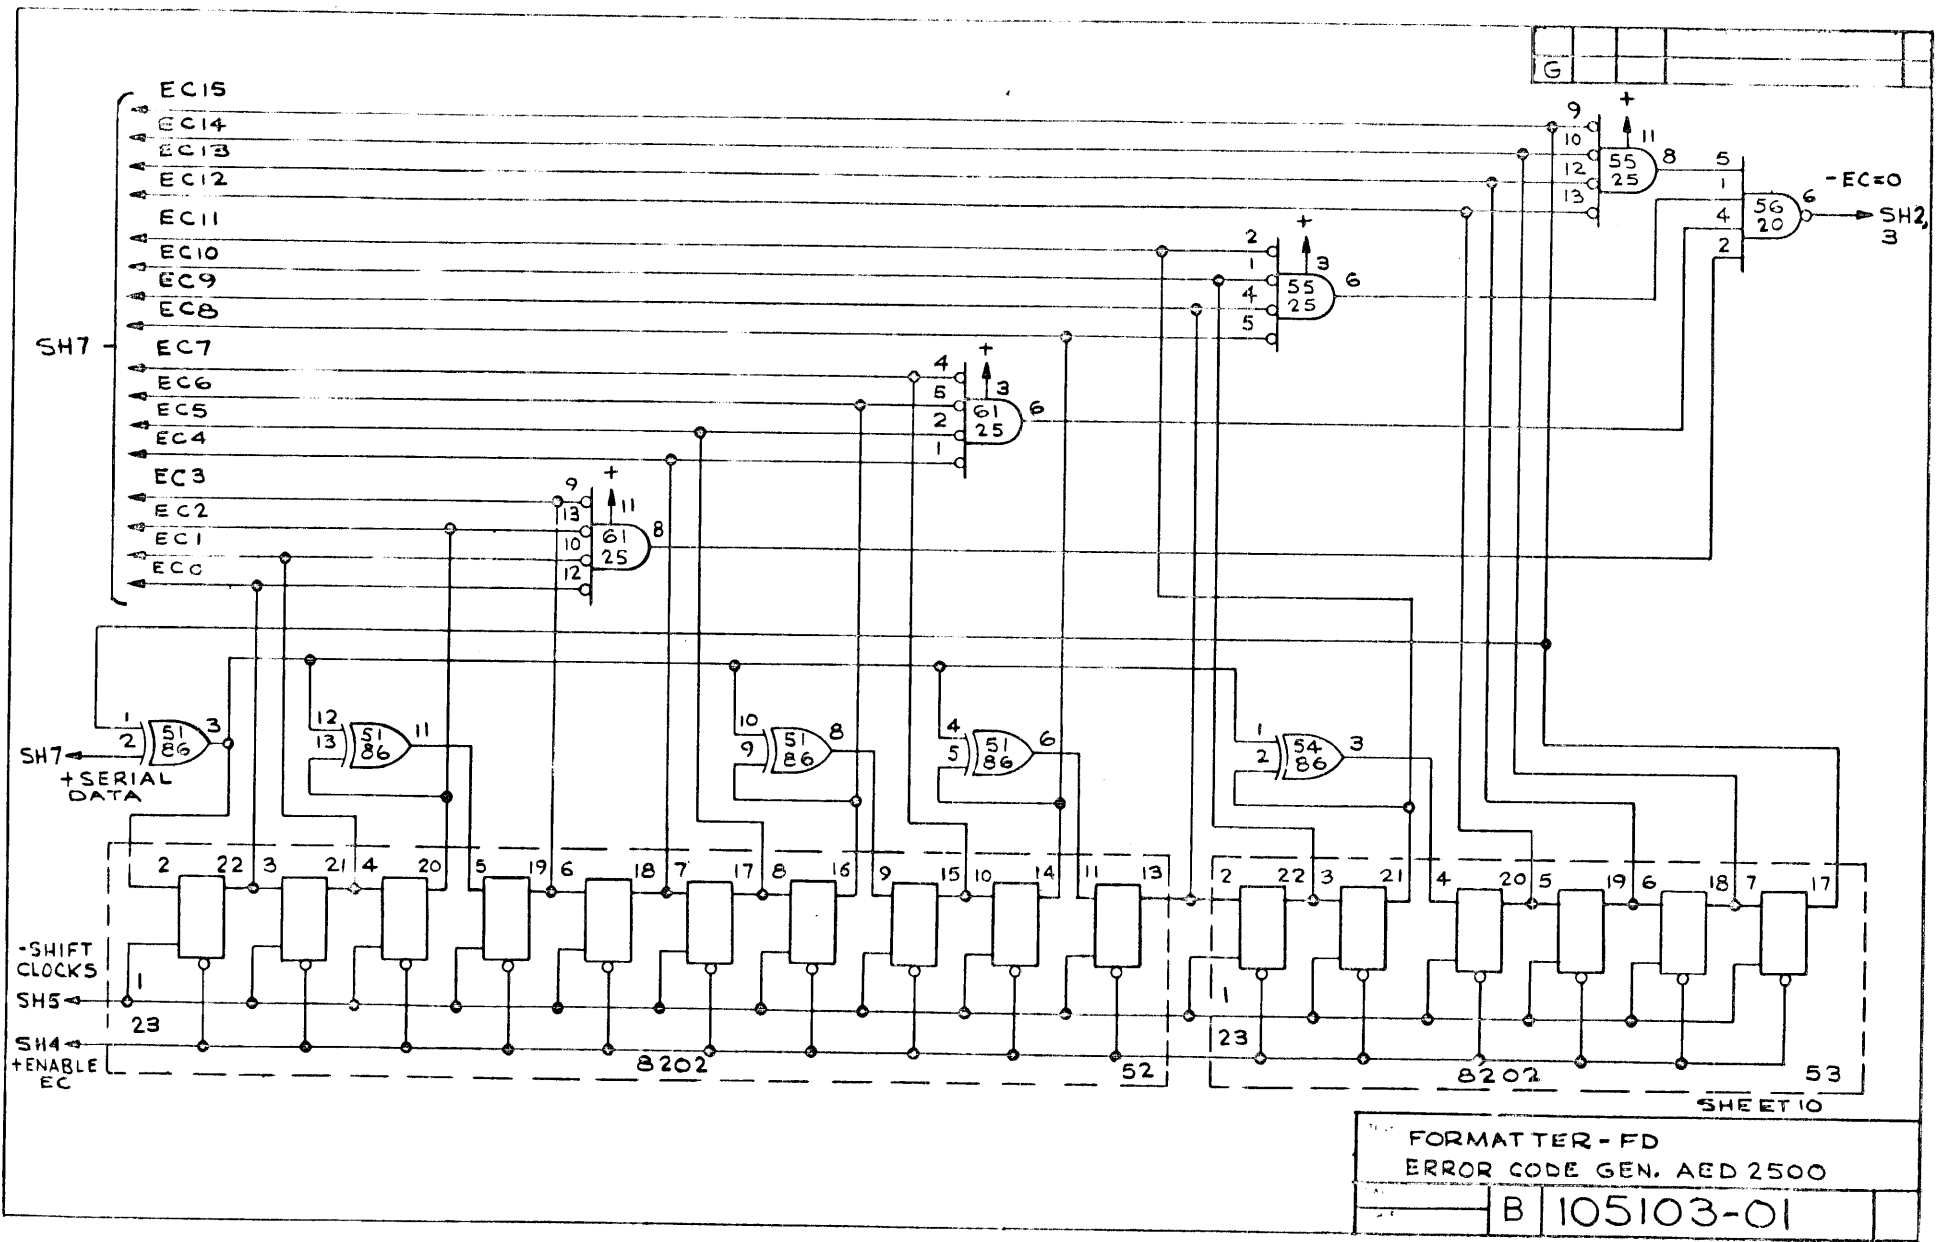 G
EC15
EC14
EC13
EC12
EC11
EC10
EC9
EC8
SH7
EC7
EC6
EC5
EC4
EC3
EC2
EC1
EC0
9 + 11
10
12
13
55
25
8
5
1
4
2
56
20
6
-EC=0
SH2,
3
2 + 3
1
4
5
55
25
6
4 + 3
5
2
1
61
25
6
9 + 11
13
10
12
61
25
8
1
2
51
86
3
SH7
+SERIAL
DATA
12
13
51
86
11
10
9
51
86
8
4
5
51
86
6
1
2
54
86
3
2 22 3 21 4 20 5 19 6 18 7 17 8 16 9 15 10 14 11 13
2 22 3 21 4 20 5 19 6 18 7 17
-SHIFT
CLOCKS
1
1
SH5
23
23
SH4
+ENABLE
EC
8202
52
8202
53
SHEET 10
FORMATTER-FD
ERROR CODE GEN. AED 2500
B 105103-01